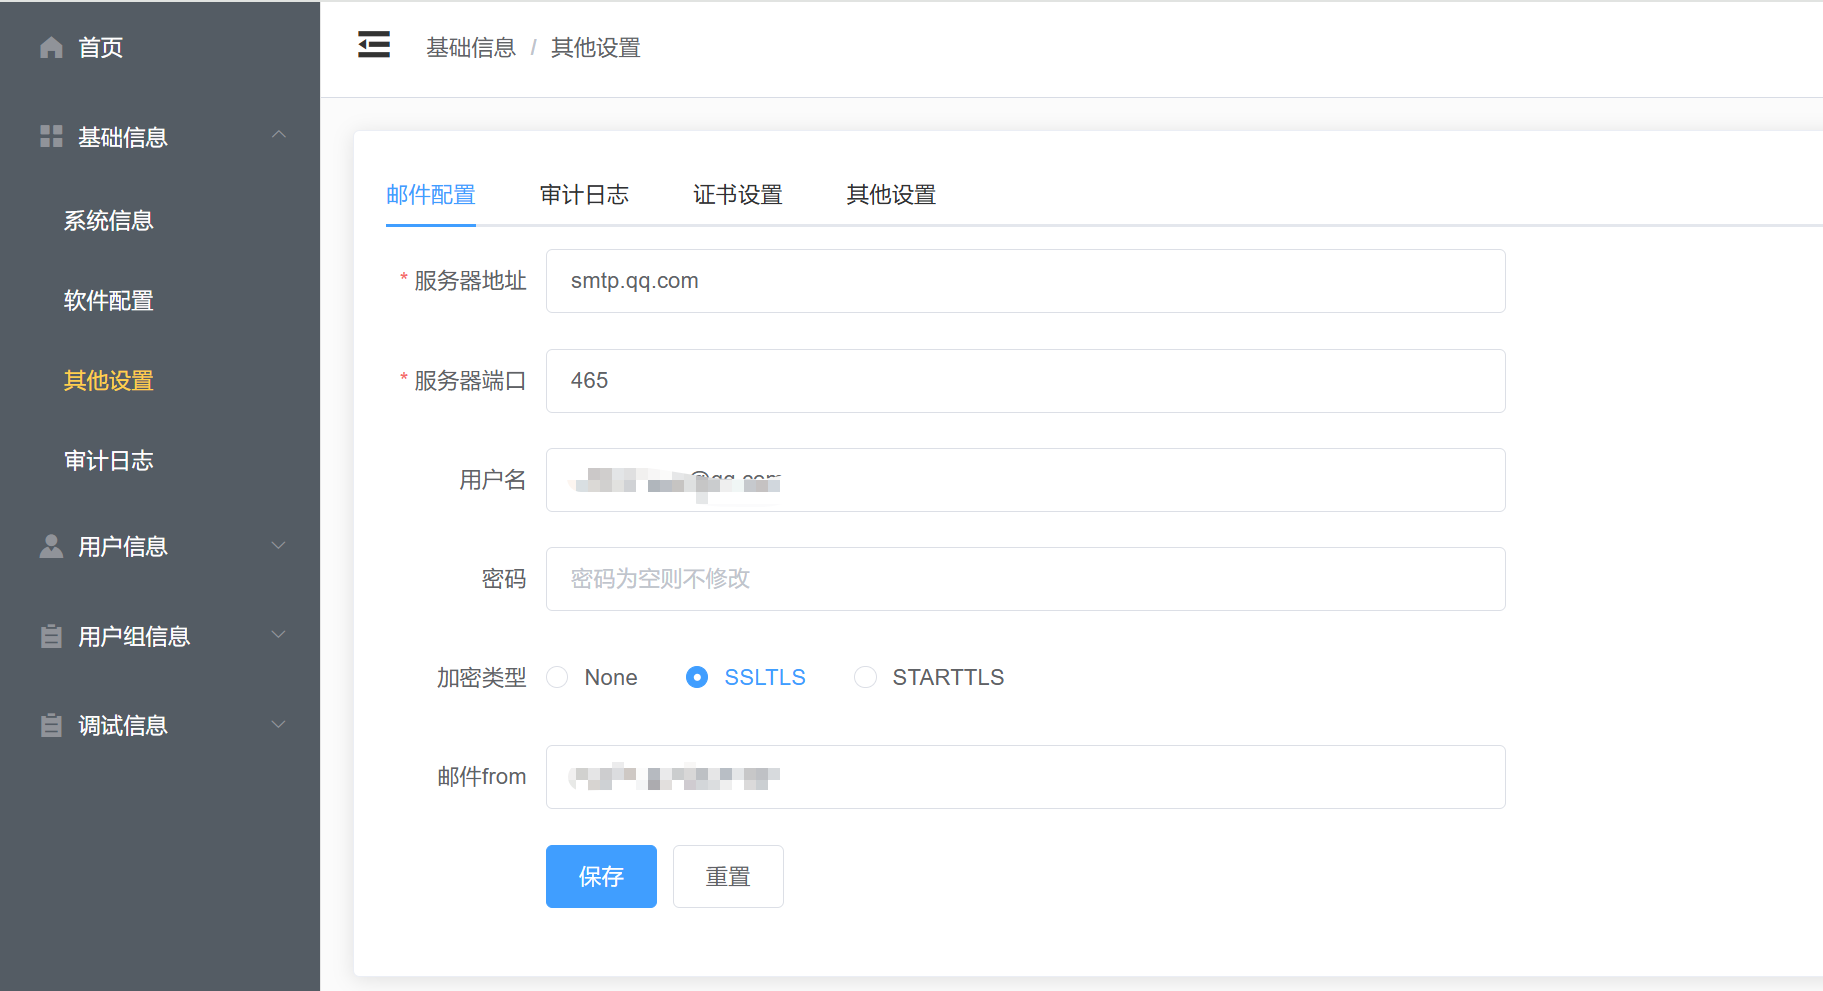 首页
基础信息
系统信息
软件配置
其他设置
审计日志
用户信息
用户组信息
调试信息
基础信息 / 其他设置
邮件配置 审计日志 证书设置 其他设置
* 服务器地址 smtp.qq.com
* 服务器端口 465
用户名 @qq.com
密码 密码为空则不修改
加密类型 None SSLTLS STARTTLS
邮件from
保存 重置